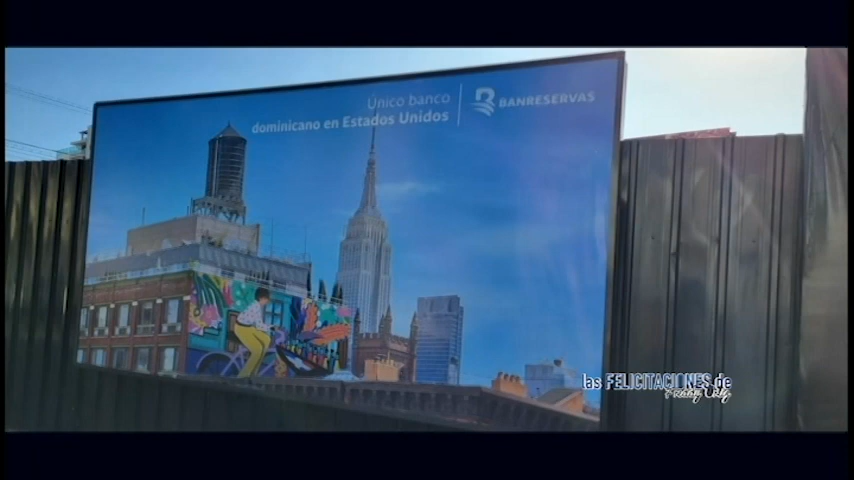 Único banco
dominicano en Estados Unidos
BANRESERVAS
las FELICITACIONES de